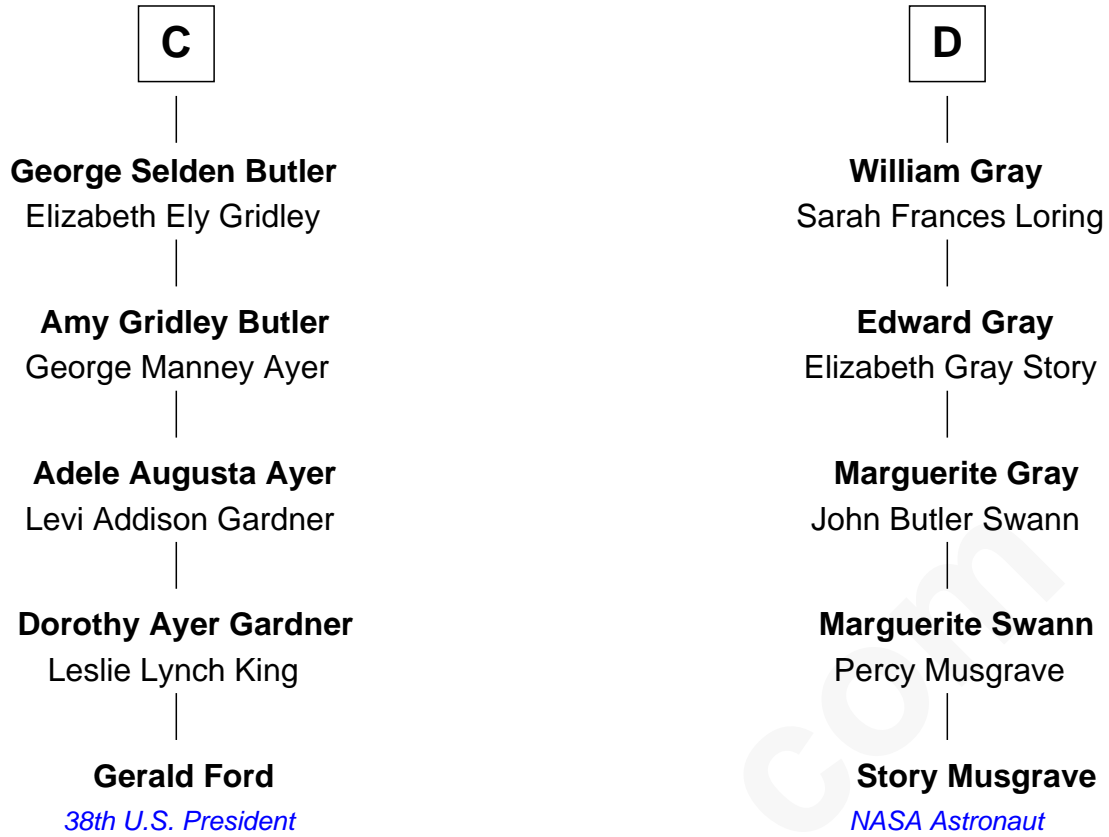 C
George Selden Butler
Elizabeth Ely Gridley
Amy Gridley Butler
George Manney Ayer
Adele Augusta Ayer
Levi Addison Gardner
Dorothy Ayer Gardner
Leslie Lynch King
Gerald Ford
38th U.S. President
D
William Gray
Sarah Frances Loring
Edward Gray
Elizabeth Gray Story
Marguerite Gray
John Butler Swann
Marguerite Swann
Percy Musgrave
Story Musgrave
NASA Astronaut
com